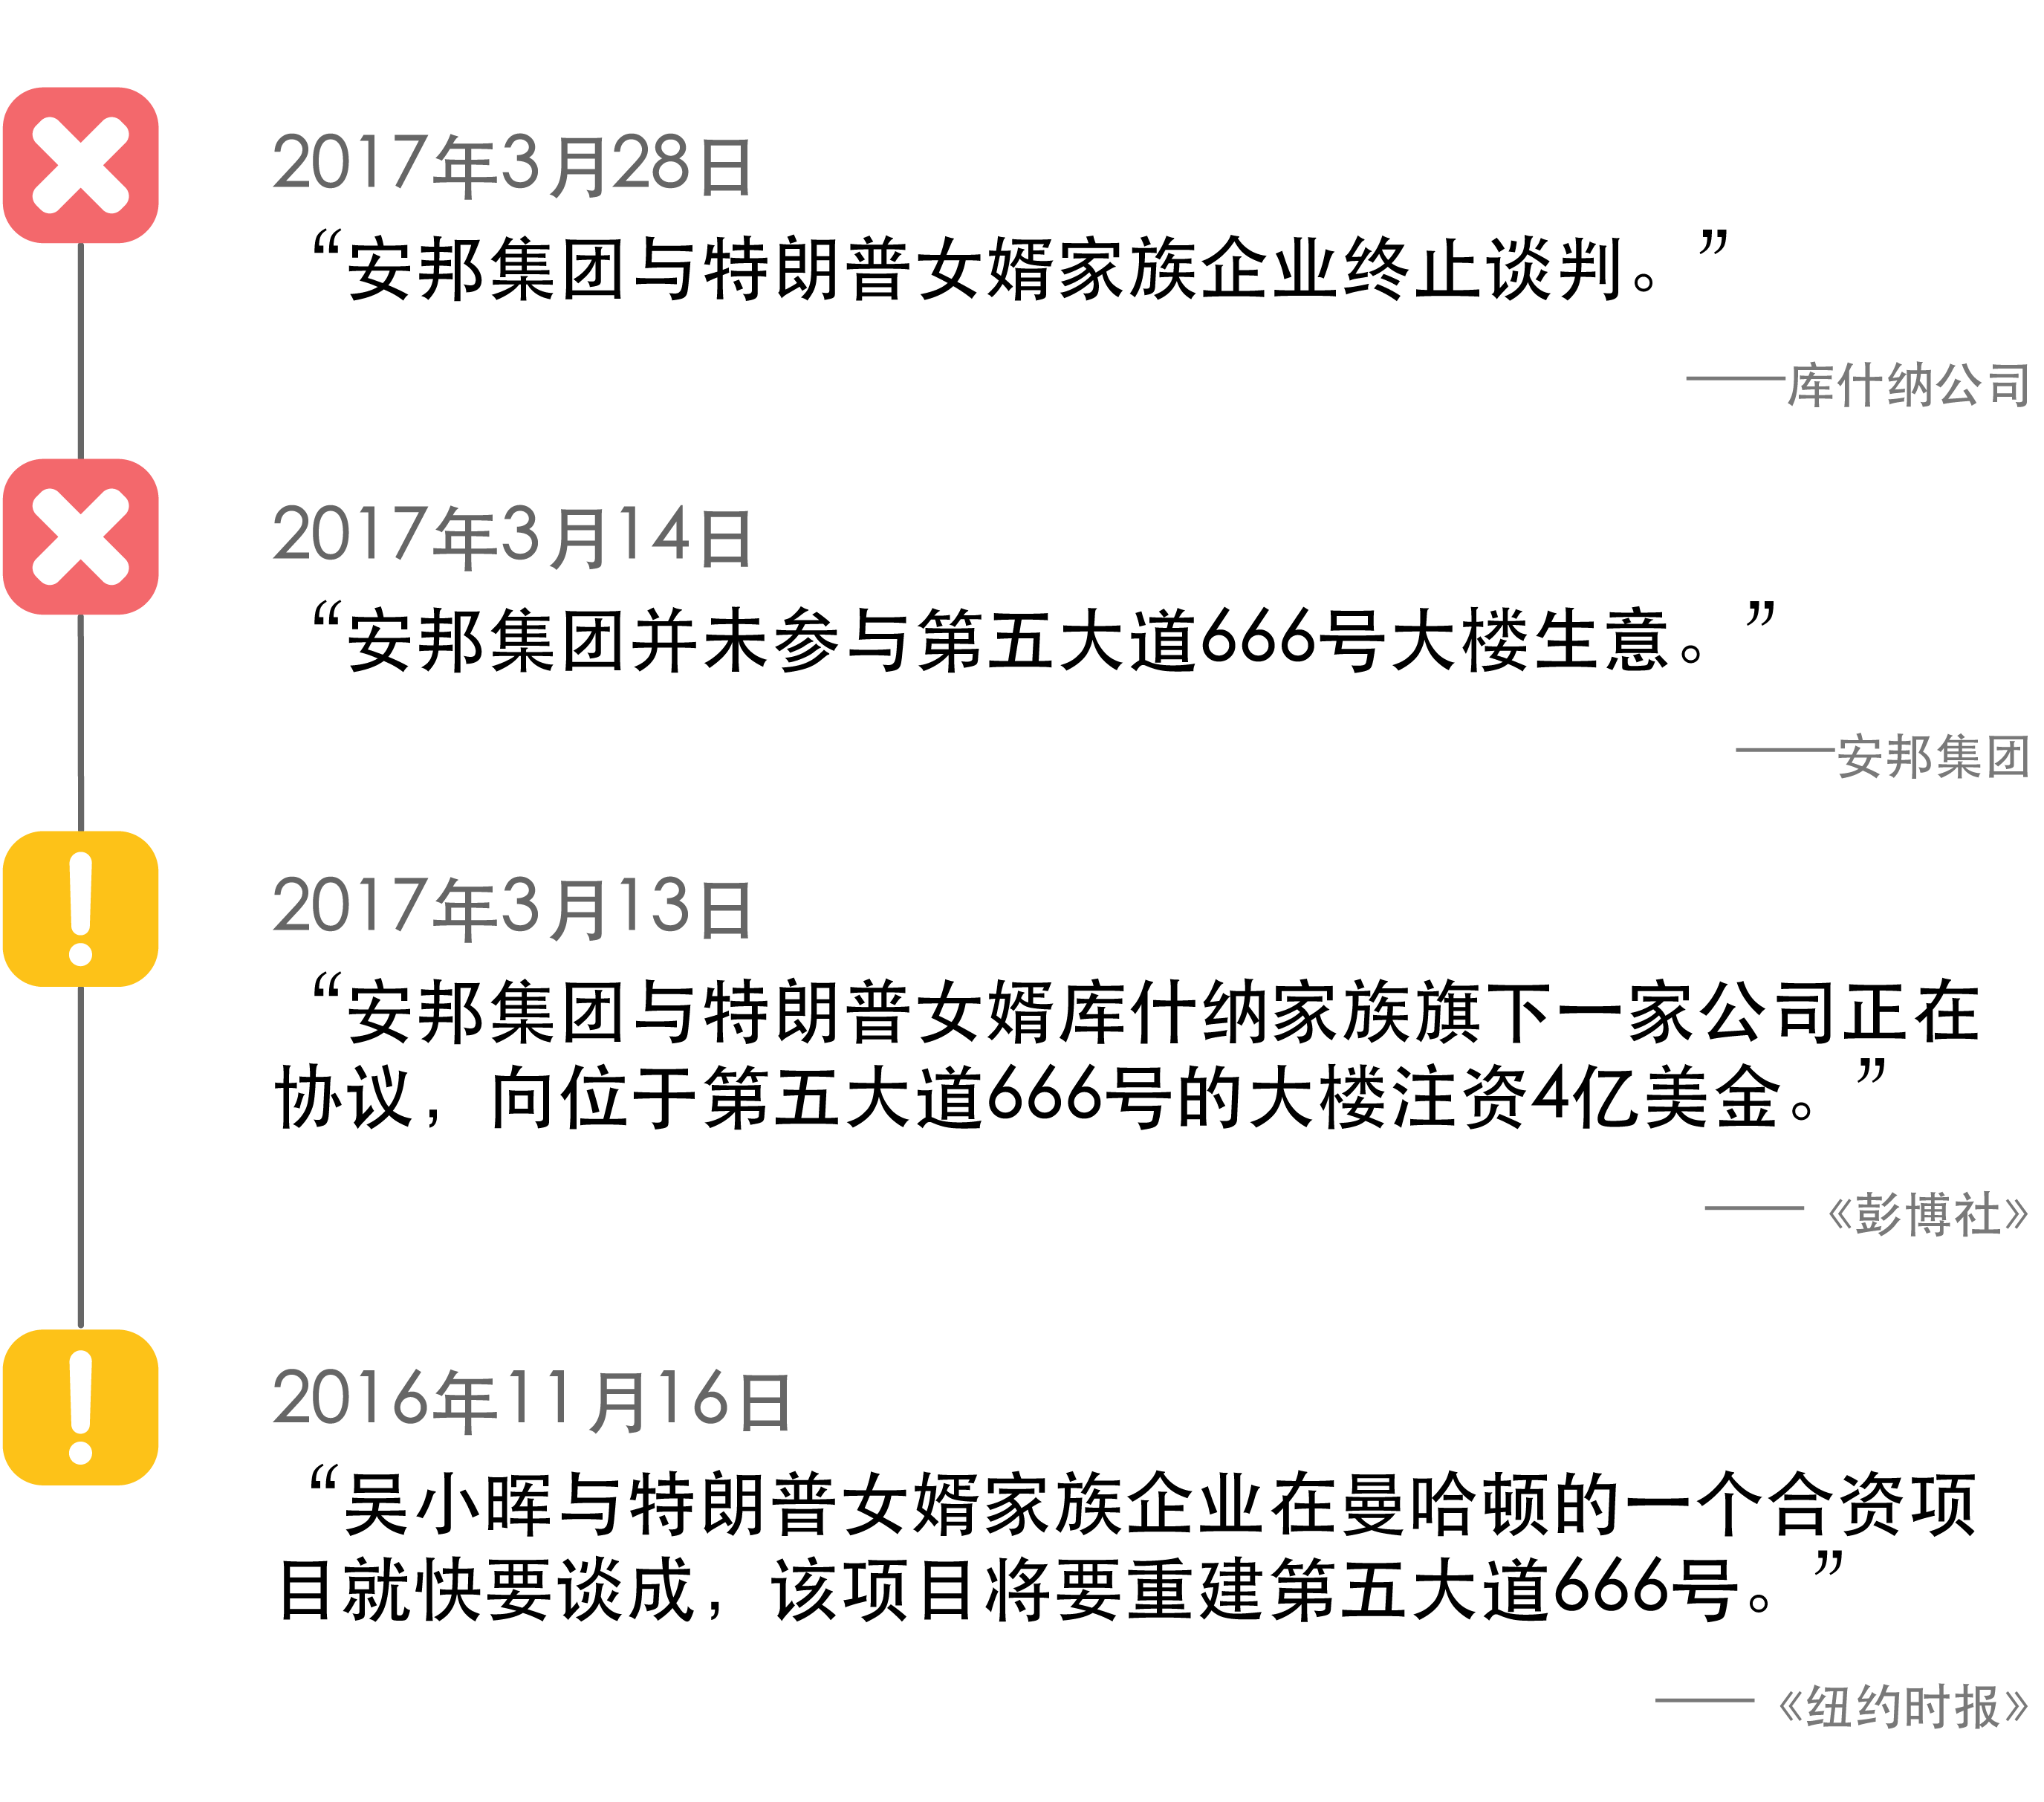 2017年3月28日
“安邦集团与特朗普女婿家族企业终止谈判。”
——库什纳公司
2017年3月14日
“安邦集团并未参与第五大道666号大楼生意。”
——安邦集团
2017年3月13日
“安邦集团与特朗普女婿库什纳家族旗下一家公司正在
协议，向位于第五大道666号的大楼注资4亿美金。”
——《彭博社》
2016年11月16日
“吴小晖与特朗普女婿家族企业在曼哈顿的一个合资项
目就快要谈成，该项目将要重建第五大道666号。”
——《纽约时报》